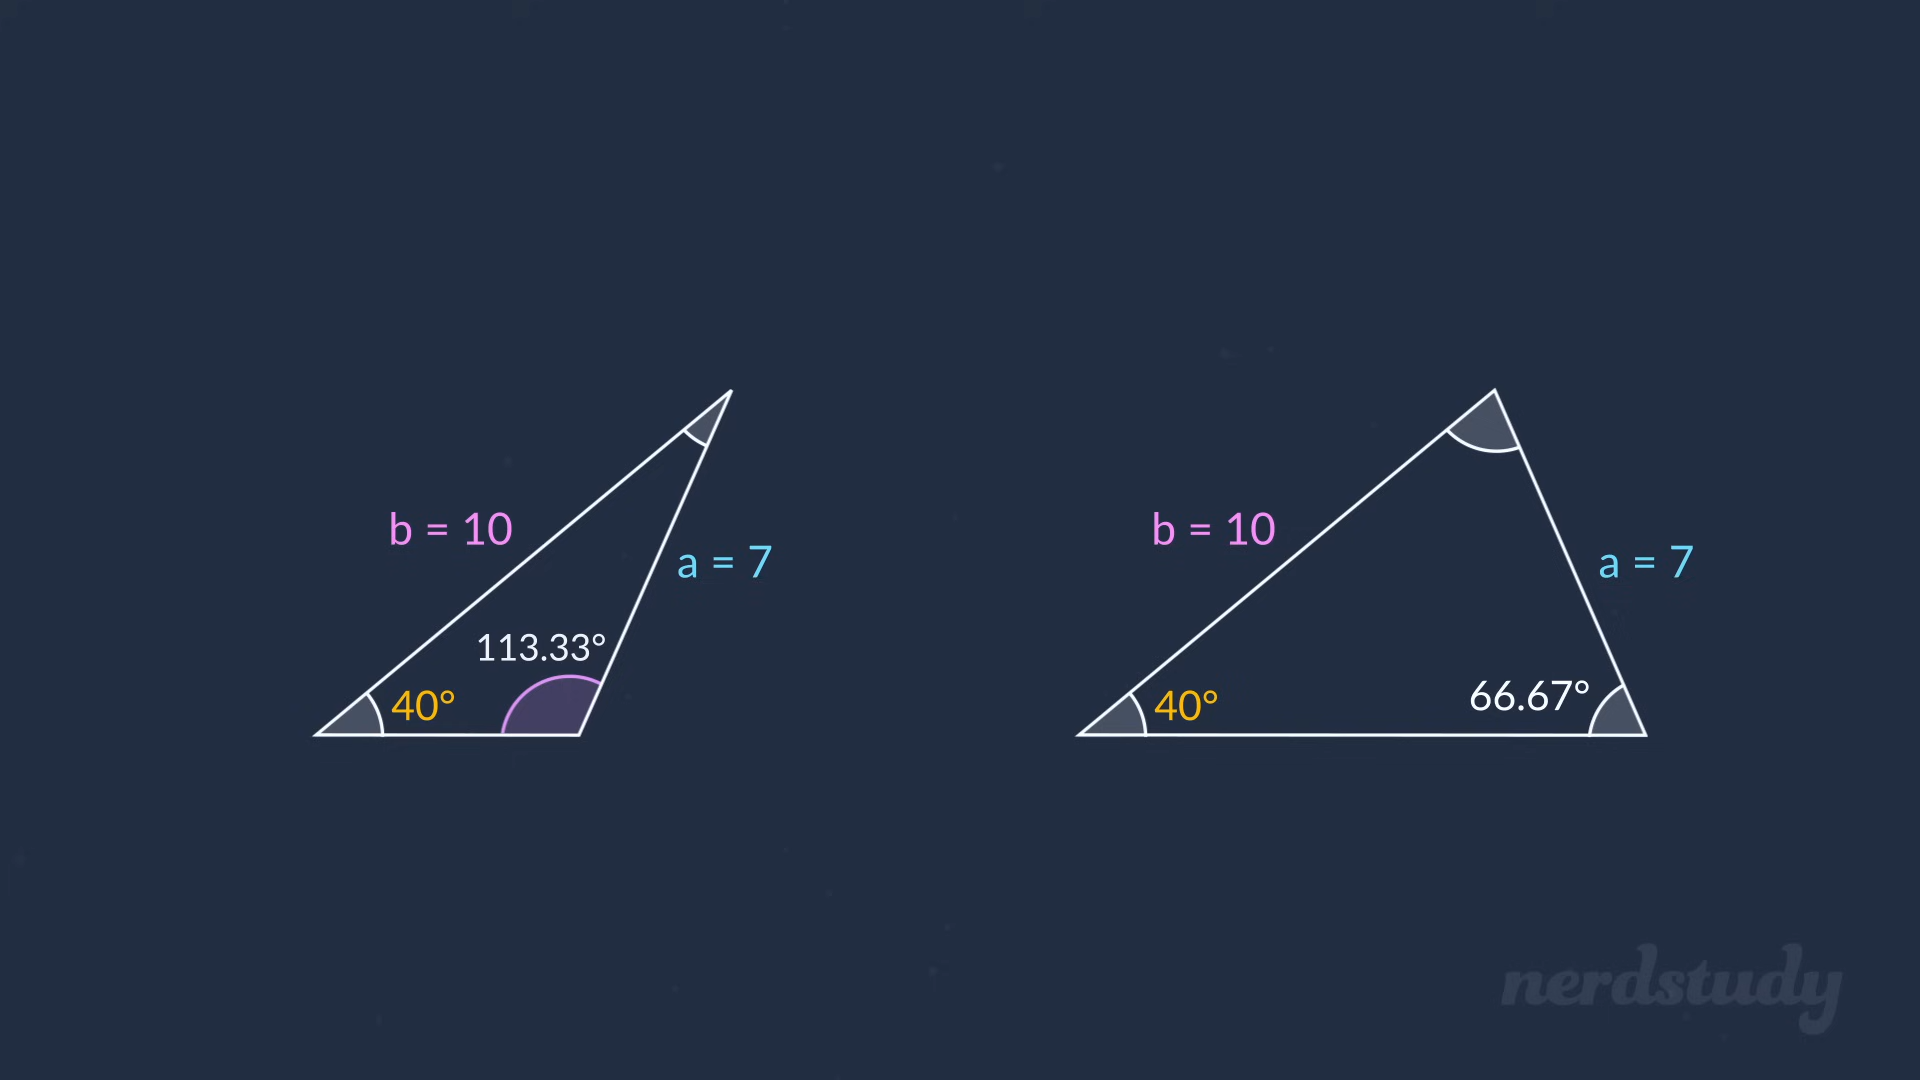 b = 10
a = 7
113.33°
40°
b = 10
a = 7
66.67°
40°
nerdstudy